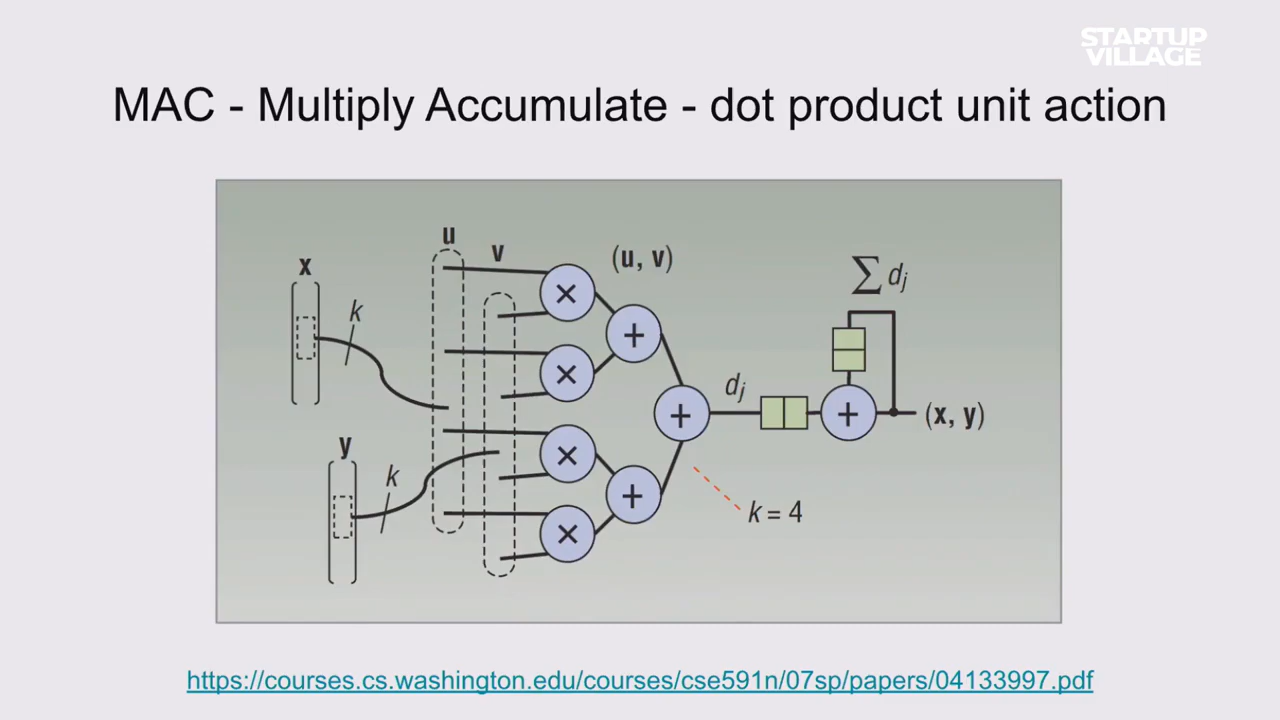 STARTUP
VILLAGE
MAC - Multiply Accumulate - dot product unit action
u
v
(u, v)
x
k
∑ dj
×
+
×
dj
+
+
(x, y)
y
k
×
+
k = 4
×
https://courses.cs.washington.edu/courses/cse591n/07sp/papers/04133997.pdf